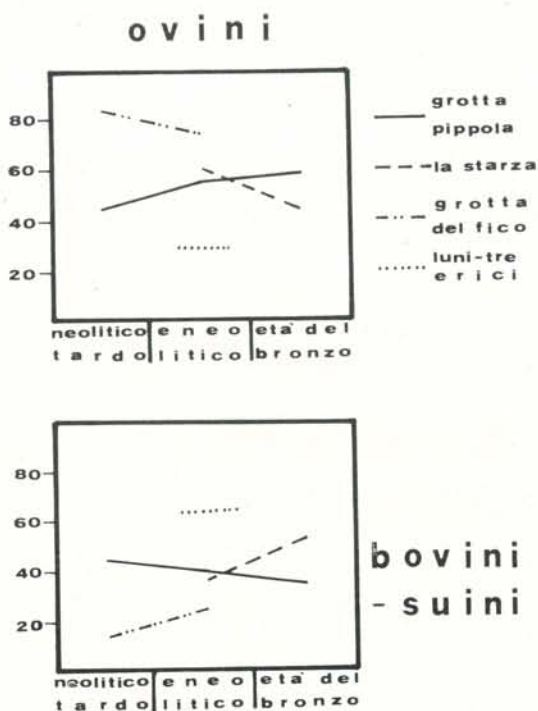 ovini
80
60
40
20
neolitico eneo età del
tardo litico bronzo
grotta
pippola
la starza
grotta
del fico
luni-tre
erici
80
60
40
20
neolitico eneo età del
tardo litico bronzo
bovini
- suini